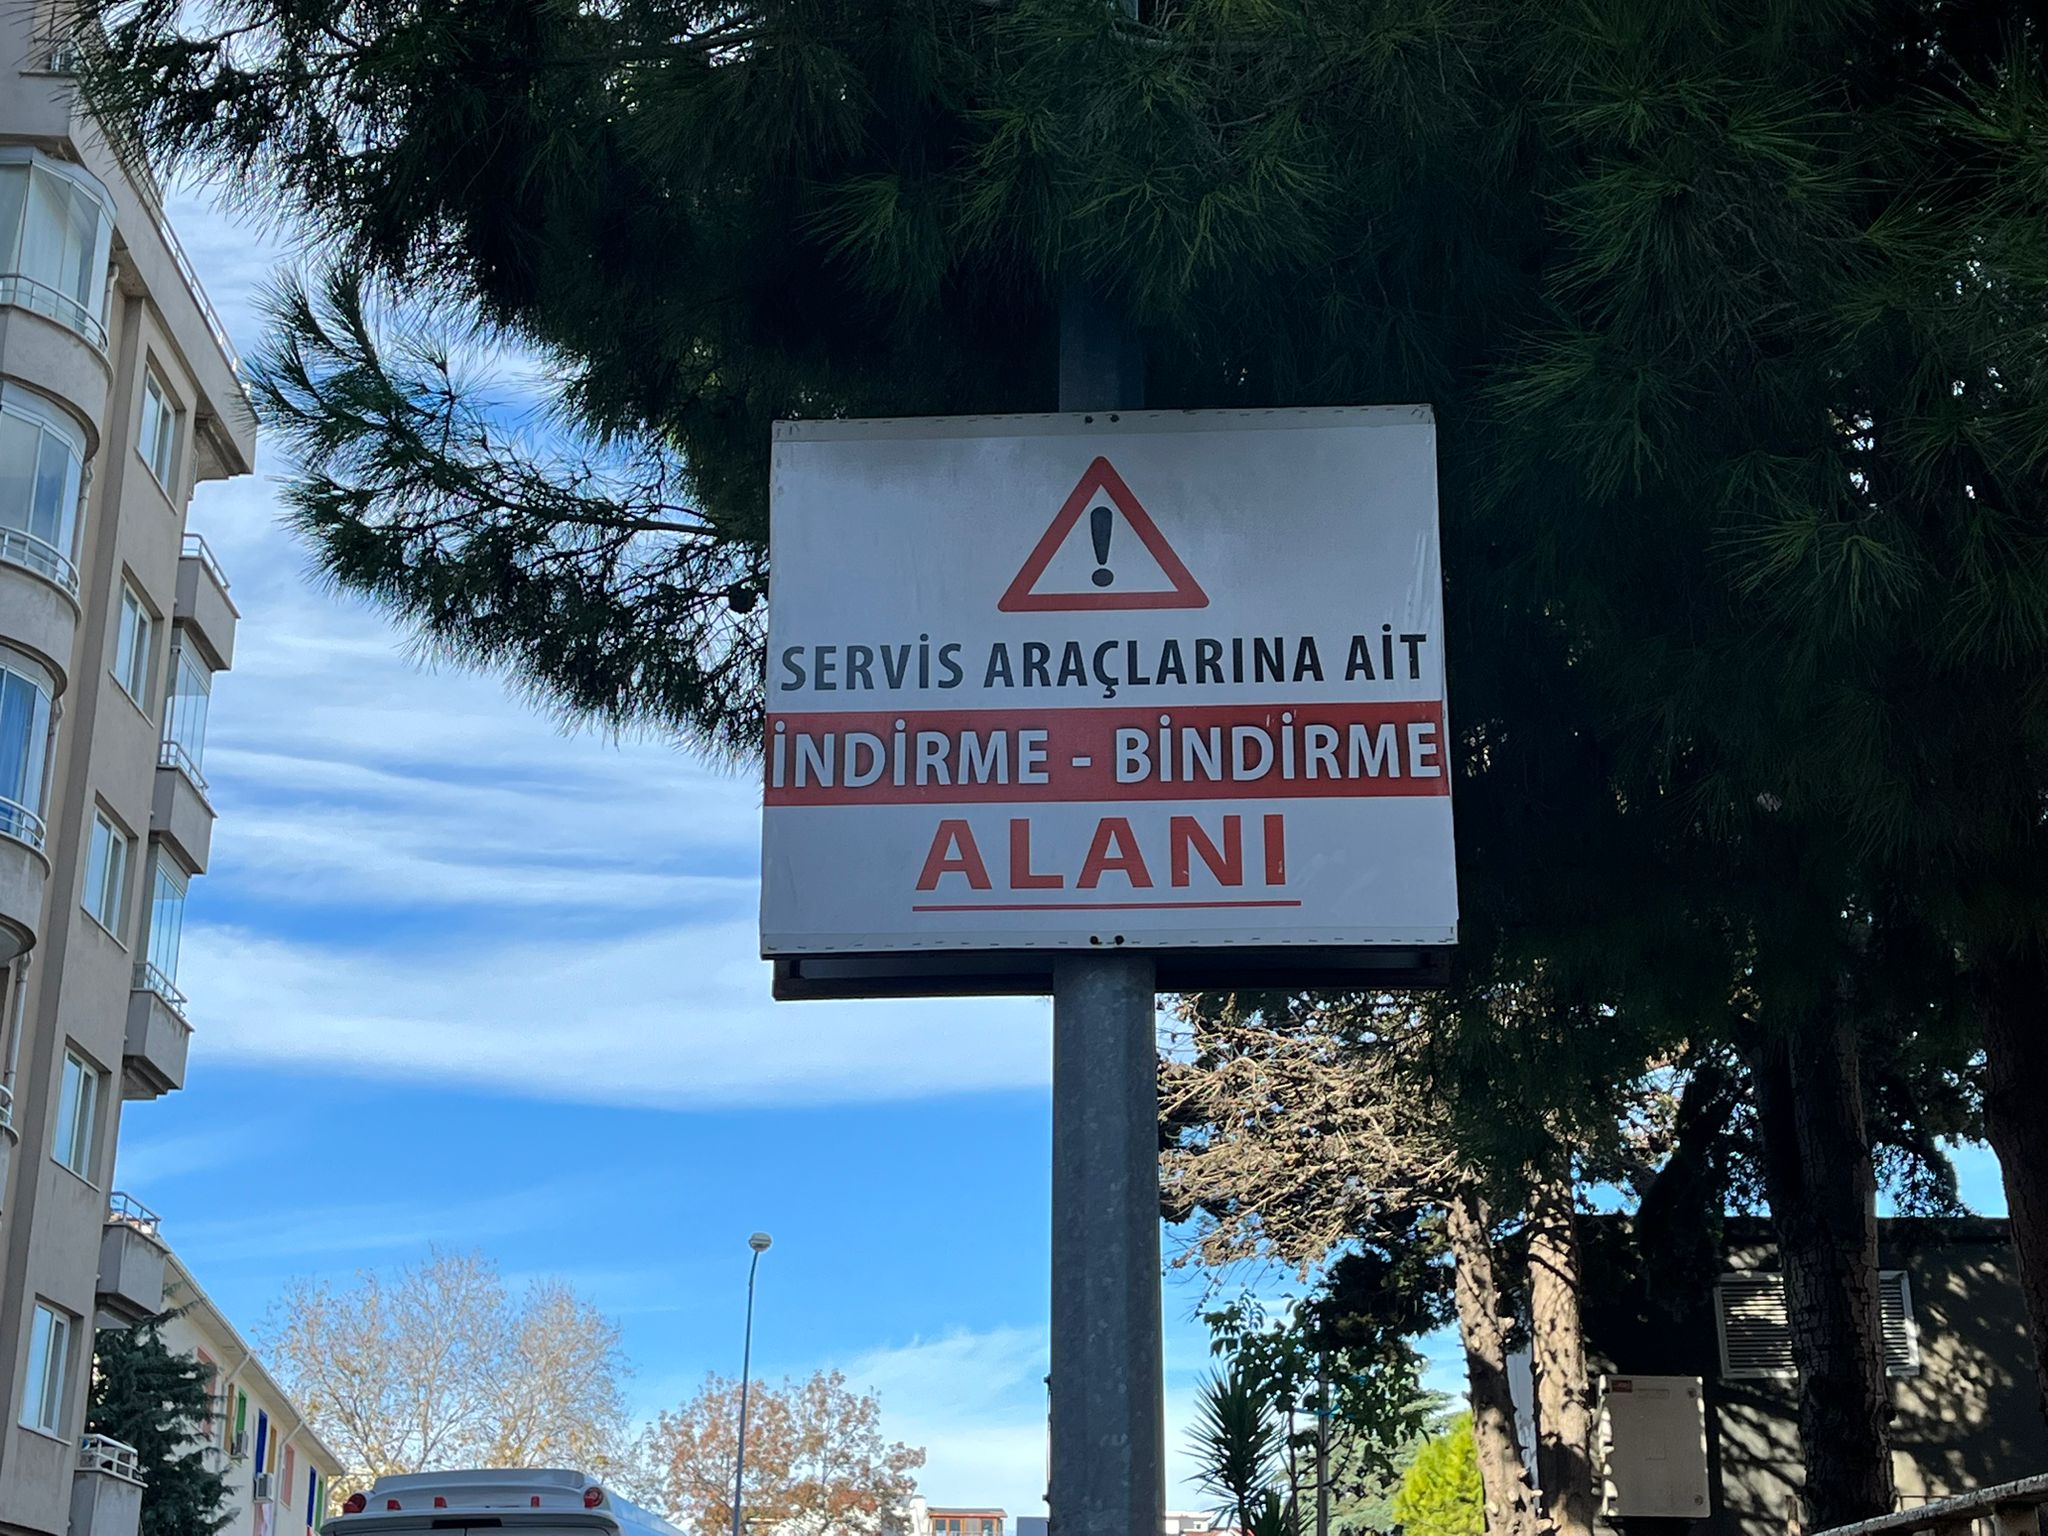 SERVİS ARAÇLARINA AİT
İNDİRME - BİNDİRME
ALANI